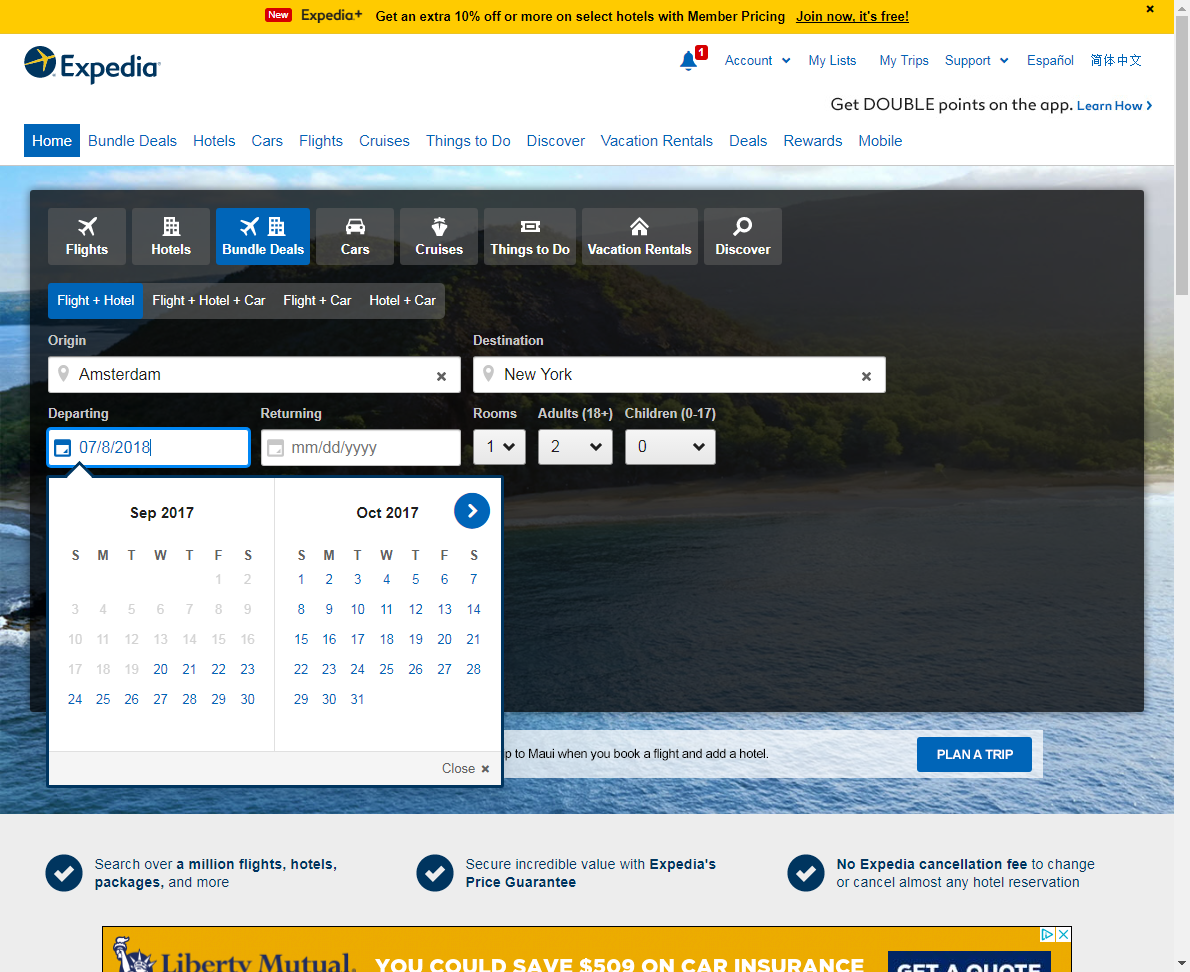 New Expedia+ Get an extra 10% off or more on select hotels with Member Pricing Join now, it's free!
Expedia
1
Account My Lists My Trips Support Español 简体中文
Get DOUBLE points on the app. Learn How
Home Bundle Deals Hotels Cars Flights Cruises Things to Do Discover Vacation Rentals Deals Rewards Mobile
Flights Hotels Bundle Deals Cars Cruises Things to Do Vacation Rentals Discover
Flight + Hotel Flight + Hotel + Car Flight + Car Hotel + Car
Origin Destination
Amsterdam New York
Departing Returning Rooms Adults (18+) Children (0-17)
07/8/2018 mm/dd/yyyy 1 2 0
Sep 2017 Oct 2017
S M T W T F S S M T W T F S
1 2 1 2 3 4 5 6 7
3 4 5 6 7 8 9 8 9 10 11 12 13 14
10 11 12 13 14 15 16 15 16 17 18 19 20 21
17 18 19 20 21 22 23 22 23 24 25 26 27 28
24 25 26 27 28 29 30 29 30 31
p to Maui when you book a flight and add a hotel. PLAN A TRIP
Close
Search over a million flights, hotels, Secure incredible value with Expedia's No Expedia cancellation fee to change
packages, and more Price Guarantee or cancel almost any hotel reservation
Liberty Mutual. YOU COULD SAVE $509 ON CAR INSURANCE GET A QUOTE